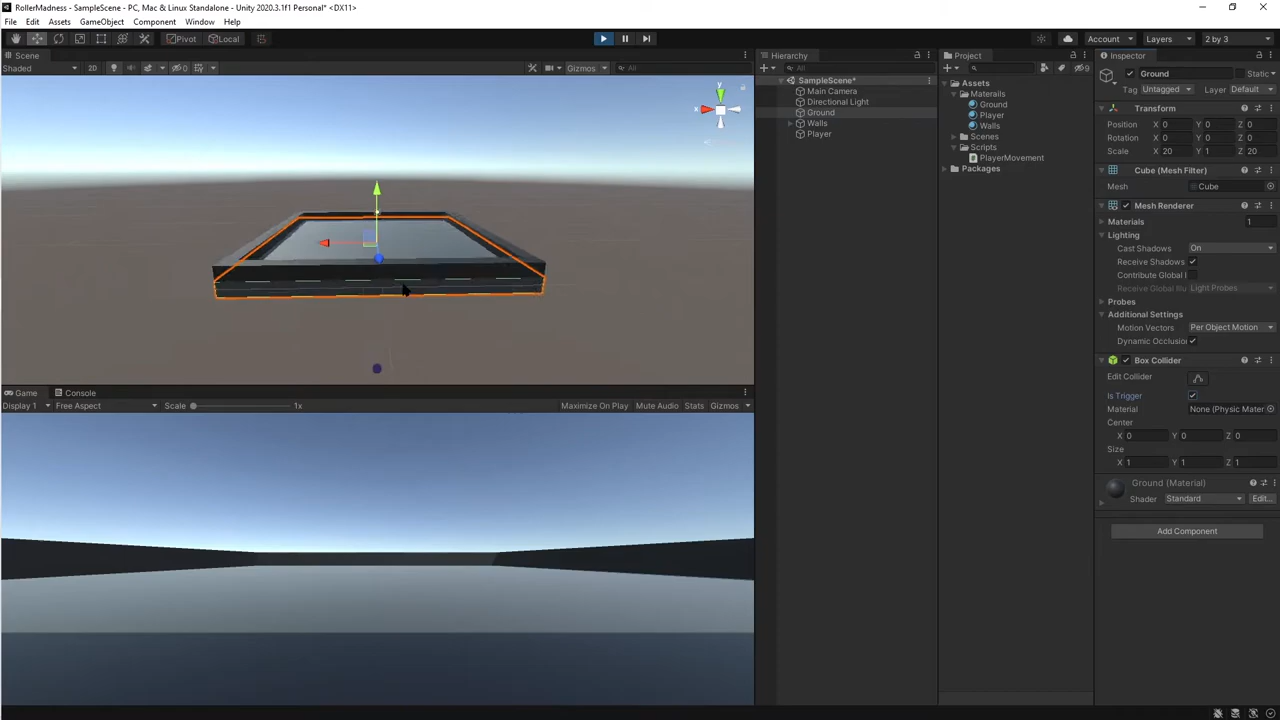 RollerMadness - SampleScene - PC, Mac & Linux Standalone - Unity 2020.3.1f1 Personal* <DX11>
File Edit Assets GameObject Component Window Help
Pivot Local Account Layers 2 by 3
Scene
Shaded 2D 0 Gizmos All
y
x
Game Console
Display 1 Free Aspect Scale 1x Maximize On Play Mute Audio Stats Gizmos
Hierarchy
All
SampleScene*
Main Camera
Directional Light
Ground
Walls
Player
Project
9
Assets
Materails
Ground
Player
Walls
Scenes
Scripts
PlayerMovement
Packages
Inspector
Ground Static
Tag Untagged Layer Default
Transform
Position X 0 Y 0 Z 0
Rotation X 0 Y 0 Z 0
Scale X 20 Y 1 Z 20
Cube (Mesh Filter)
Mesh Cube
Mesh Renderer
Materials 1
Lighting
Cast Shadows On
Receive Shadows
Contribute Global I
Receive Global Illu Light Probes
Probes
Additional Settings
Motion Vectors Per Object Motion
Dynamic Occlusio
Box Collider
Edit Collider
Is Trigger
Material None (Physic Mater
Center
X 0 Y 0 Z 0
Size
X 1 Y 1 Z 1
Ground (Material)
Shader Standard Edit...
Add Component